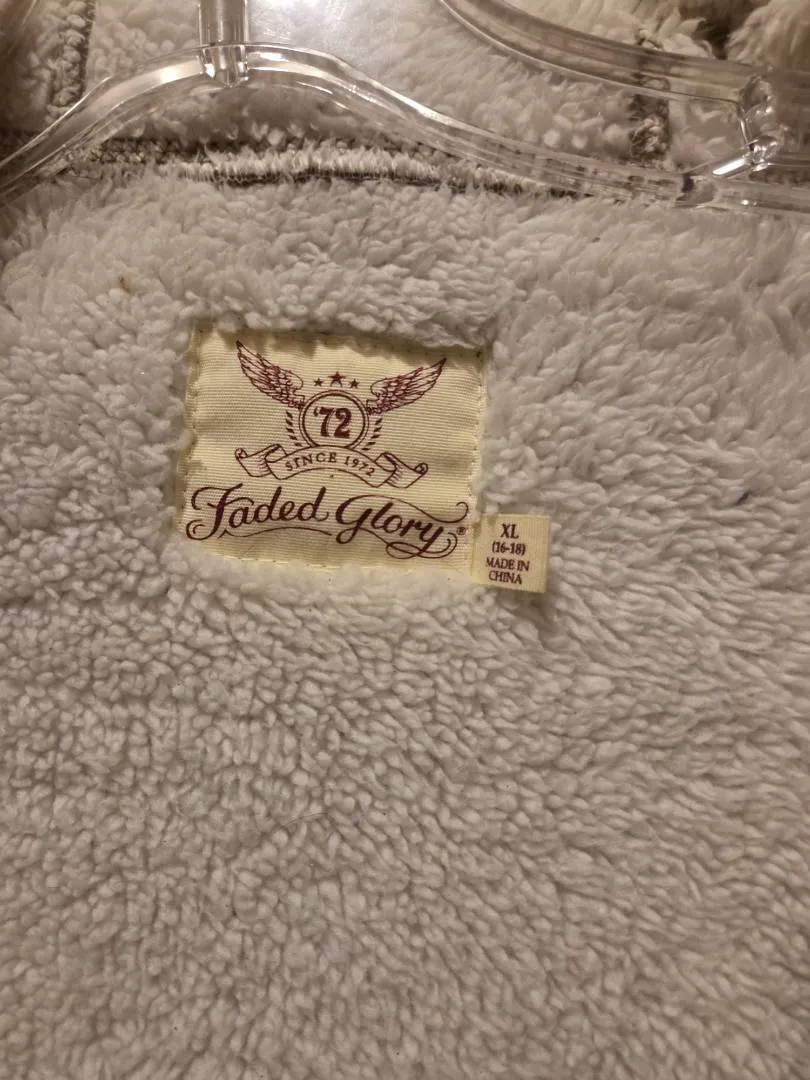 '72
SINCE 1972
Faded Glory®
XL
(16-18)
MADE IN
CHINA